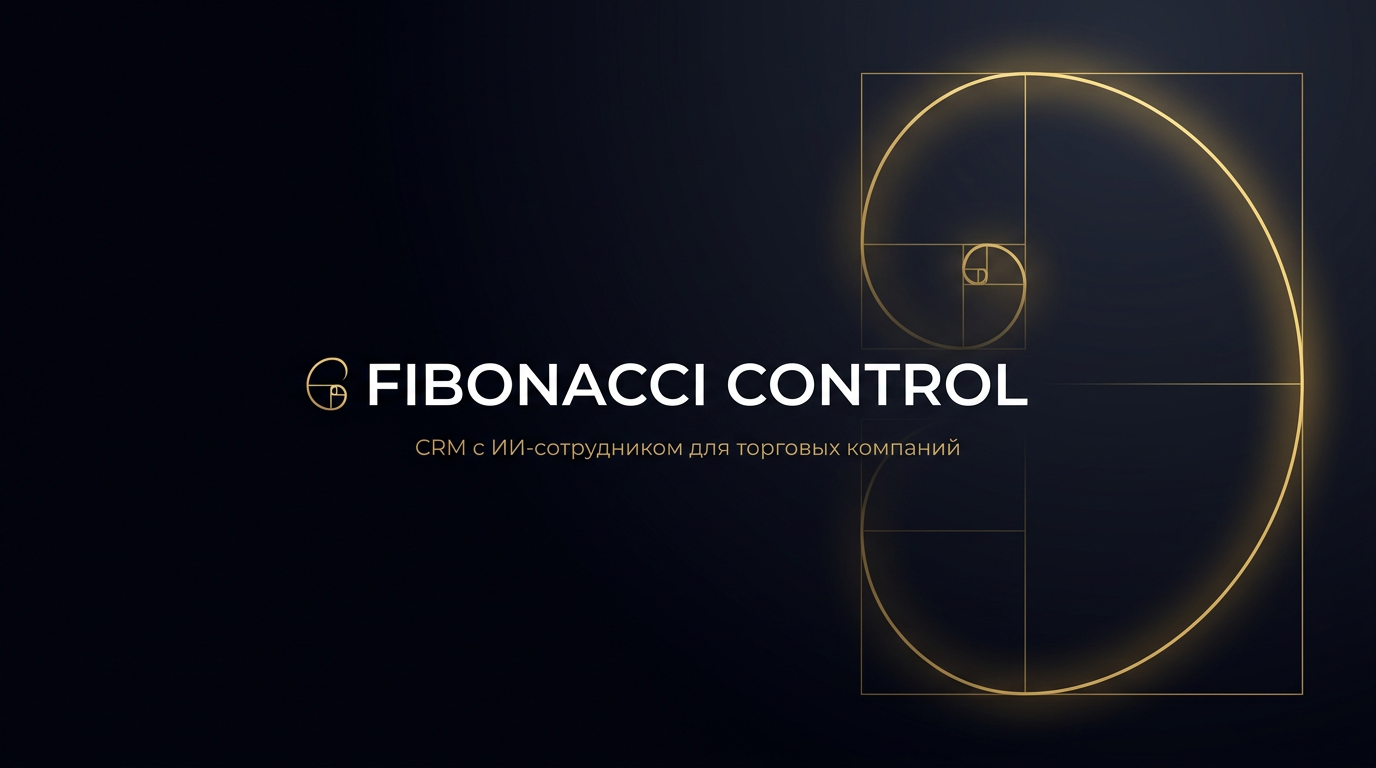 FIBONACCI CONTROL
CRM с ИИ-сотрудником для торговых компаний